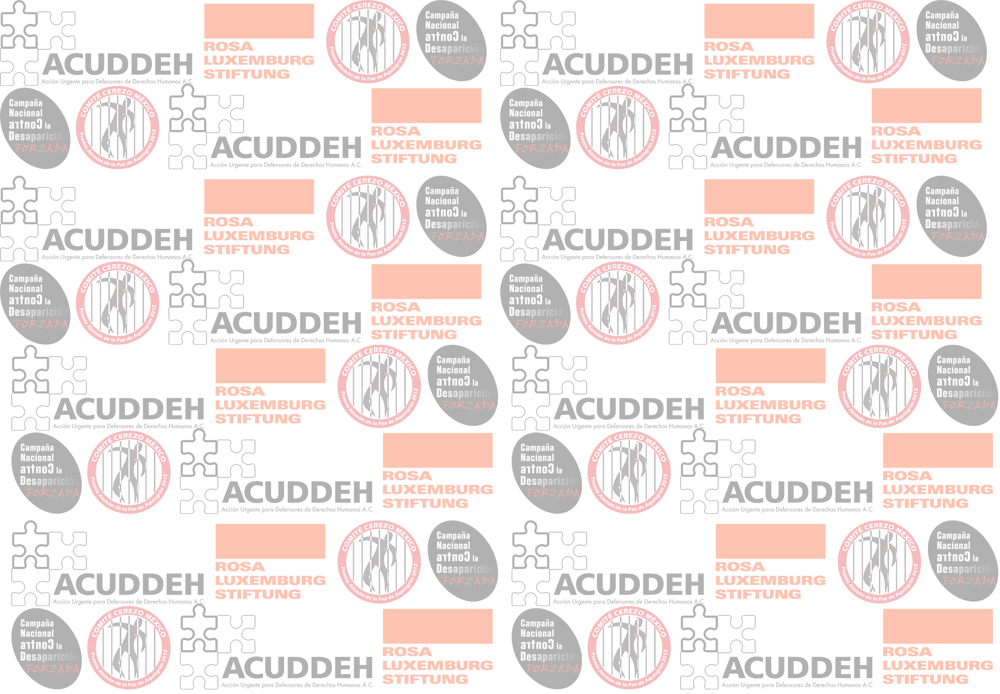 ACUDDEH
Acción Urgente para Defensores de Derechos Humanos A.C.
ROSA
LUXEMBURG
STIFTUNG
COMITÉ CEREZO MÉXICO
Premio Alemán de la Paz de Aquisgrán 2012
Campaña
Nacional
Contra la
Desaparición
FORZADA
ACUDDEH
Acción Urgente para Defensores de Derechos Humanos A.C.
ROSA
LUXEMBURG
STIFTUNG
COMITÉ CEREZO MÉXICO
Premio Alemán de la Paz de Aquisgrán 2012
Campaña
Nacional
Contra la
Desaparición
FORZADA
Campaña
Nacional
Contra la
Desaparición
FORZADA
COMITÉ CEREZO MÉXICO
Premio Alemán de la Paz de Aquisgrán 2012
ACUDDEH
Acción Urgente para Defensores de Derechos Humanos A.C.
ROSA
LUXEMBURG
STIFTUNG
Campaña
Nacional
Contra la
Desaparición
FORZADA
COMITÉ CEREZO MÉXICO
Premio Alemán de la Paz de Aquisgrán 2012
ACUDDEH
Acción Urgente para Defensores de Derechos Humanos A.C.
ROSA
LUXEMBURG
STIFTUNG
ACUDDEH
Acción Urgente para Defensores de Derechos Humanos A.C.
ROSA
LUXEMBURG
STIFTUNG
COMITÉ CEREZO MÉXICO
Premio Alemán de la Paz de Aquisgrán 2012
Campaña
Nacional
Contra la
Desaparición
FORZADA
ACUDDEH
Acción Urgente para Defensores de Derechos Humanos A.C.
ROSA
LUXEMBURG
STIFTUNG
COMITÉ CEREZO MÉXICO
Premio Alemán de la Paz de Aquisgrán 2012
Campaña
Nacional
Contra la
Desaparición
FORZADA
Campaña
Nacional
Contra la
Desaparición
FORZADA
COMITÉ CEREZO MÉXICO
Premio Alemán de la Paz de Aquisgrán 2012
ACUDDEH
Acción Urgente para Defensores de Derechos Humanos A.C.
ROSA
LUXEMBURG
STIFTUNG
Campaña
Nacional
Contra la
Desaparición
FORZADA
COMITÉ CEREZO MÉXICO
Premio Alemán de la Paz de Aquisgrán 2012
ACUDDEH
Acción Urgente para Defensores de Derechos Humanos A.C.
ROSA
LUXEMBURG
STIFTUNG
ACUDDEH
Acción Urgente para Defensores de Derechos Humanos A.C.
ROSA
LUXEMBURG
STIFTUNG
COMITÉ CEREZO MÉXICO
Premio Alemán de la Paz de Aquisgrán 2012
Campaña
Nacional
Contra la
Desaparición
FORZADA
ACUDDEH
Acción Urgente para Defensores de Derechos Humanos A.C.
ROSA
LUXEMBURG
STIFTUNG
COMITÉ CEREZO MÉXICO
Premio Alemán de la Paz de Aquisgrán 2012
Campaña
Nacional
Contra la
Desaparición
FORZADA
Campaña
Nacional
Contra la
Desaparición
FORZADA
COMITÉ CEREZO MÉXICO
Premio Alemán de la Paz de Aquisgrán 2012
ACUDDEH
Acción Urgente para Defensores de Derechos Humanos A.C.
ROSA
LUXEMBURG
STIFTUNG
Campaña
Nacional
Contra la
Desaparición
FORZADA
COMITÉ CEREZO MÉXICO
Premio Alemán de la Paz de Aquisgrán 2012
ACUDDEH
Acción Urgente para Defensores de Derechos Humanos A.C.
ROSA
LUXEMBURG
STIFTUNG
ACUDDEH
Acción Urgente para Defensores de Derechos Humanos A.C.
ROSA
LUXEMBURG
STIFTUNG
COMITÉ CEREZO MÉXICO
Premio Alemán de la Paz de Aquisgrán 2012
Campaña
Nacional
Contra la
Desaparición
FORZADA
ACUDDEH
Acción Urgente para Defensores de Derechos Humanos A.C.
ROSA
LUXEMBURG
STIFTUNG
COMITÉ CEREZO MÉXICO
Premio Alemán de la Paz de Aquisgrán 2012
Campaña
Nacional
Contra la
Desaparición
FORZADA
Campaña
Nacional
Contra la
Desaparición
FORZADA
COMITÉ CEREZO MÉXICO
Premio Alemán de la Paz de Aquisgrán 2012
ACUDDEH
Acción Urgente para Defensores de Derechos Humanos A.C.
ROSA
LUXEMBURG
STIFTUNG
Campaña
Nacional
Contra la
Desaparición
FORZADA
COMITÉ CEREZO MÉXICO
Premio Alemán de la Paz de Aquisgrán 2012
ACUDDEH
Acción Urgente para Defensores de Derechos Humanos A.C.
ROSA
LUXEMBURG
STIFTUNG